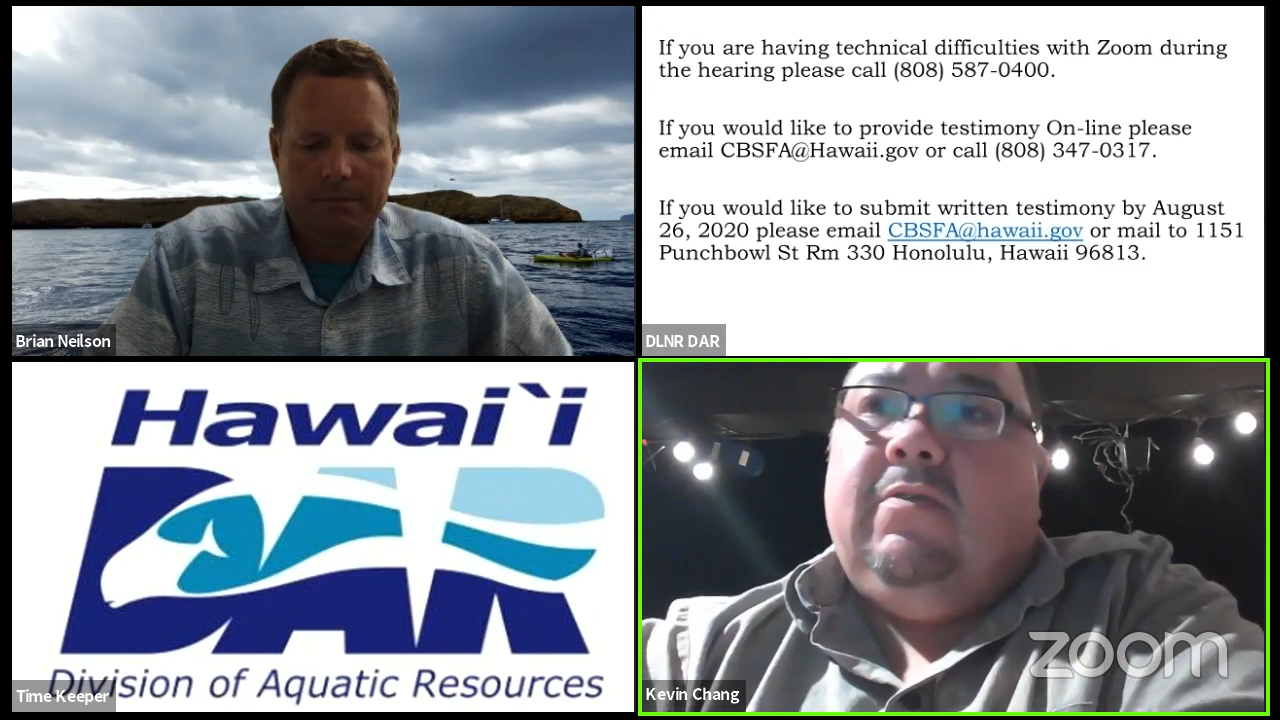 If you are having technical difficulties with Zoom during
the hearing please call (808) 587-0400.
If you would like to provide testimony On-line please
email CBSFA@Hawaii.gov or call (808) 347-0317.
If you would like to submit written testimony by August
26, 2020 please email CBSFA@hawaii.gov or mail to 1151
Punchbowl St Rm 330 Honolulu, Hawaii 96813.
Brian Neilson
DLNR DAR
Hawai`i
DAR
Division of Aquatic Resources
Time Keeper
Kevin Chang
zoom